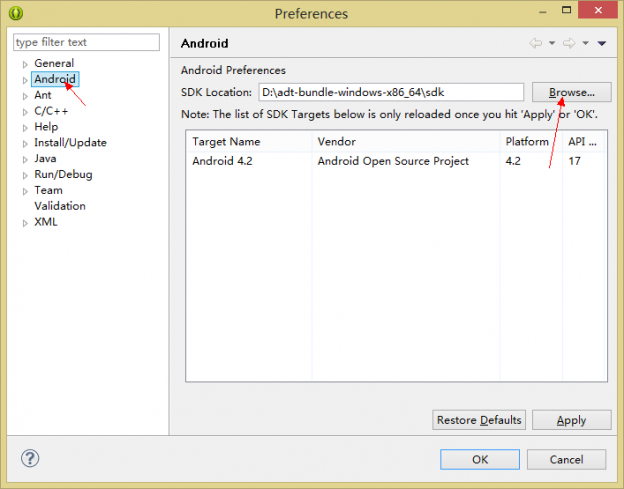 Preferences
type filter text
General
Android
Ant
C/C++
Help
Install/Update
Java
Run/Debug
Team
Validation
XML
Android
Android Preferences
SDK Location: D:\adt-bundle-windows-x86_64\sdk Browse...
Note: The list of SDK Targets below is only reloaded once you hit 'Apply' or 'OK'.
Target Name Vendor Platform API ...
Android 4.2 Android Open Source Project 4.2 17
Restore Defaults Apply
? OK Cancel